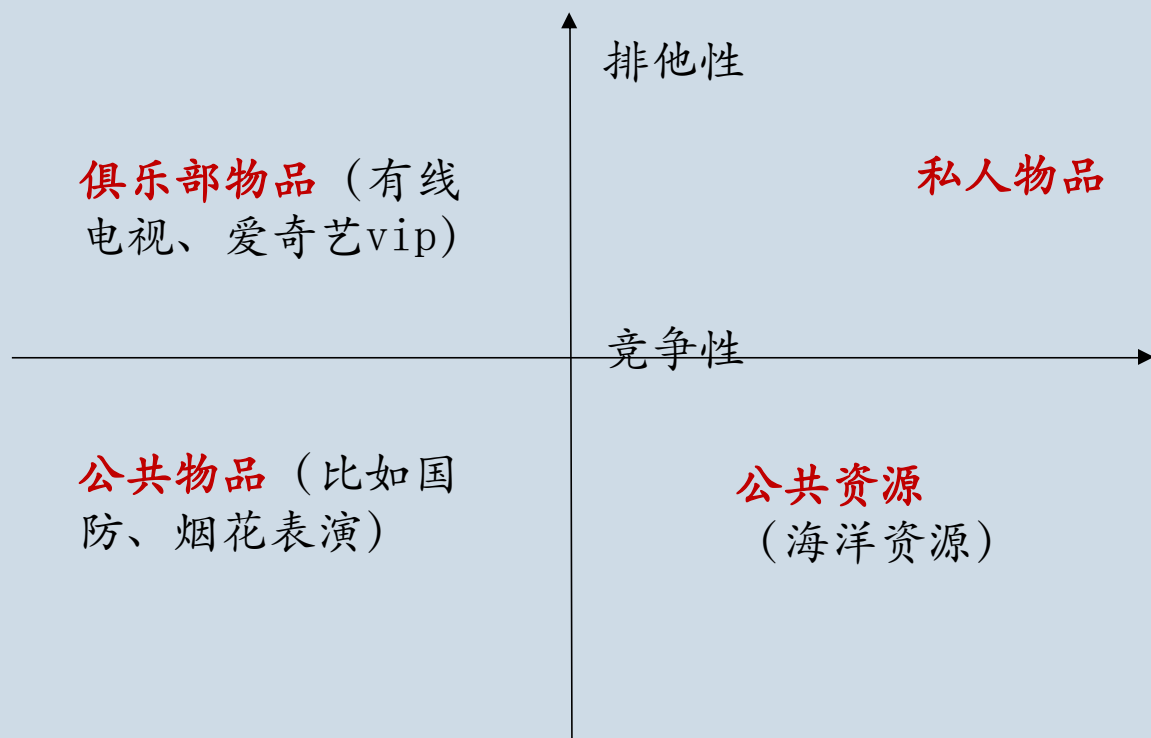 排他性
俱乐部物品（有线
电视、爱奇艺vip）
私人物品
竞争性
公共物品（比如国
防、烟花表演）
公共资源
（海洋资源）